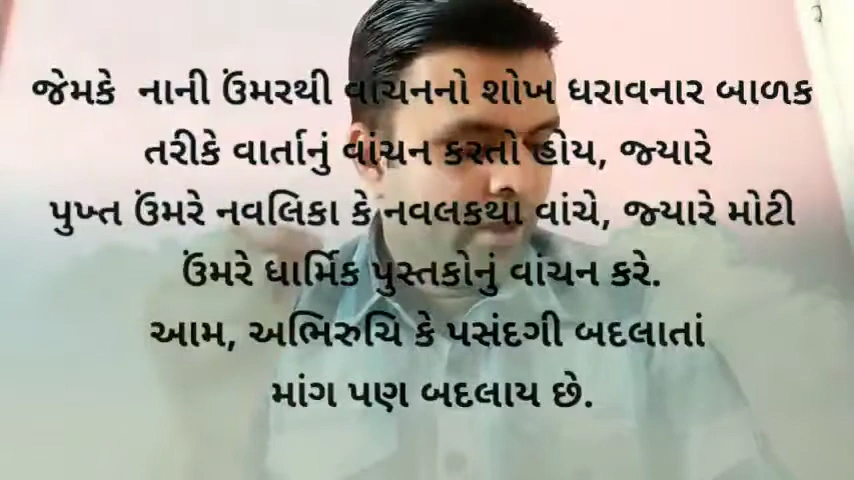 જેમકે નાની ઉંમરથી વાંચનનો શોખ ધરાવનાર બાળક
તરીકે વાર્તાનું વાંચન કરતો હોય, જ્યારે
પુખ્ત ઉંમરે નવલિકા કે નવલકથા વાંચે, જ્યારે મોટી
ઉંમરે ધાર્મિક પુસ્તકોનું વાંચન કરે.
આમ, અભિરુચિ કે પસંદગી બદલાતાં
માંગ પણ બદલાય છે.